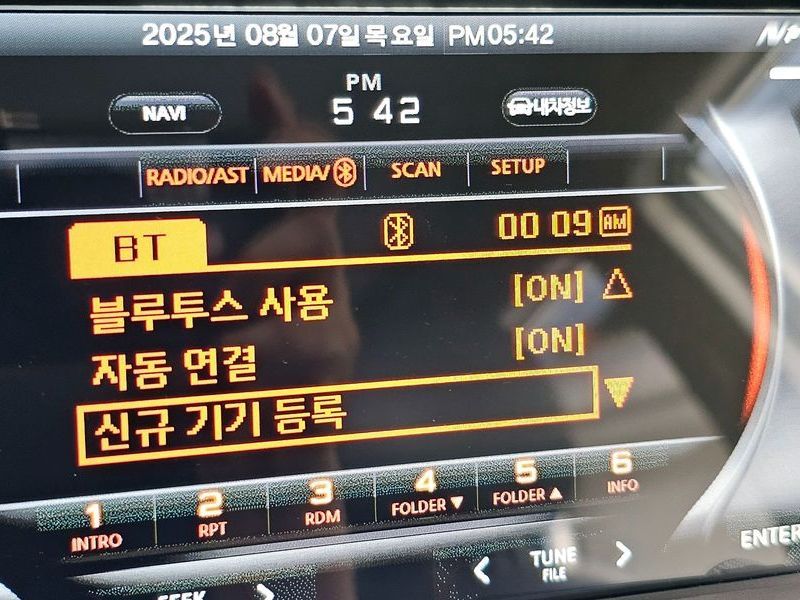 2025년 08월 07일 목요일 PM05:42
PM
NAVI 5 42 내차정보
RADIO/AST MEDIA/ SCAN SETUP
BT 00 09 AM
블루투스 사용 [ON]
자동 연결 [ON]
신규 기기 등록
1 2 3 4 5 6
INTRO RPT RDM FOLDER▼ FOLDER▲ INFO
TUNE ENTER
FILE
SEEK